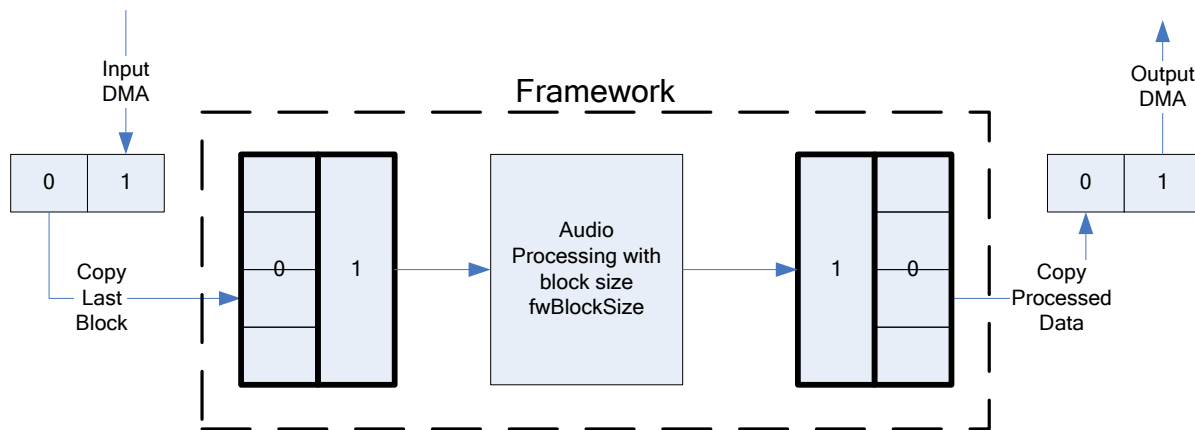 Input
DMA
Output
DMA
Framework
0 1
0 1
0 1
Audio
Processing with
block size
fwBlockSize
1 0
Copy
Last
Block
Copy
Processed
Data